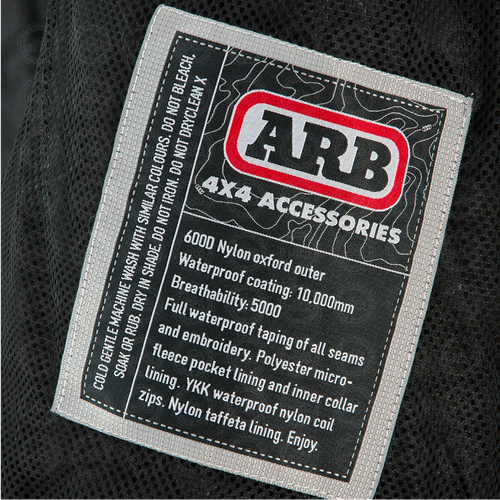 ARB
4X4 ACCESSORIES
600D Nylon oxford outer
Waterproof coating: 10,000mm
Breathability: 5000
Full waterproof taping of all seams
and embroidery. Polyester micro-
fleece pocket lining and inner collar
lining. YKK waterproof nylon coil
zips. Nylon taffeta lining. Enjoy.
COLD GENTLE MACHINE WASH WITH SIMILAR COLOURS. DO NOT BLEACH,
SOAK OR RUB. DRY IN SHADE. DO NOT IRON. DO NOT DRYCLEAN X